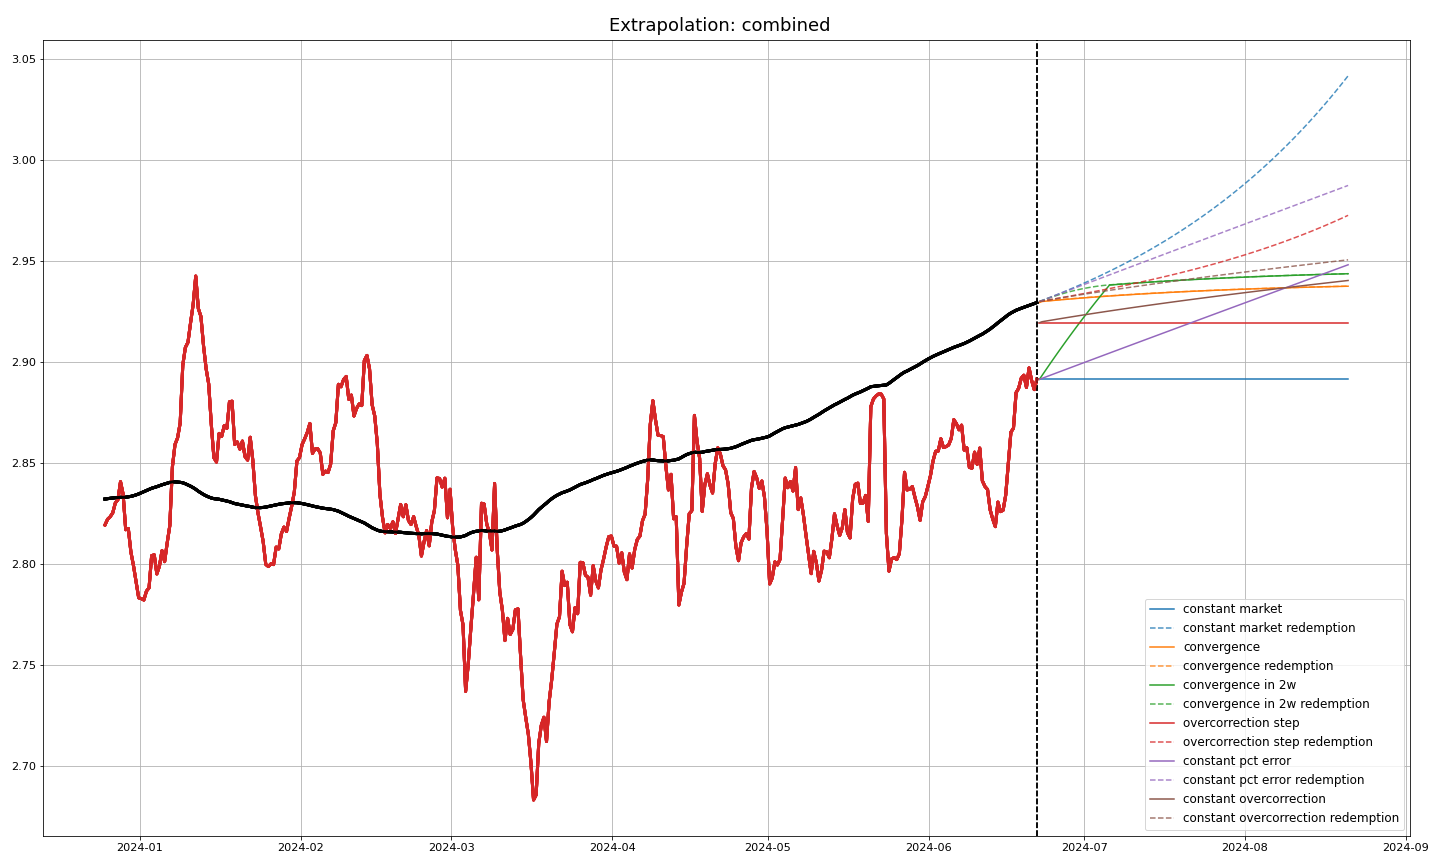 Extrapolation: combined
3.05
3.00
2.95
2.90
2.85
2.80
2.75
2.70
constant market
constant market redemption
convergence
convergence redemption
convergence in 2w
convergence in 2w redemption
overcorrection step
overcorrection step redemption
constant pct error
constant pct error redemption
constant overcorrection
constant overcorrection redemption
2024-01 2024-02 2024-03 2024-04 2024-05 2024-06 2024-07 2024-08 2024-09